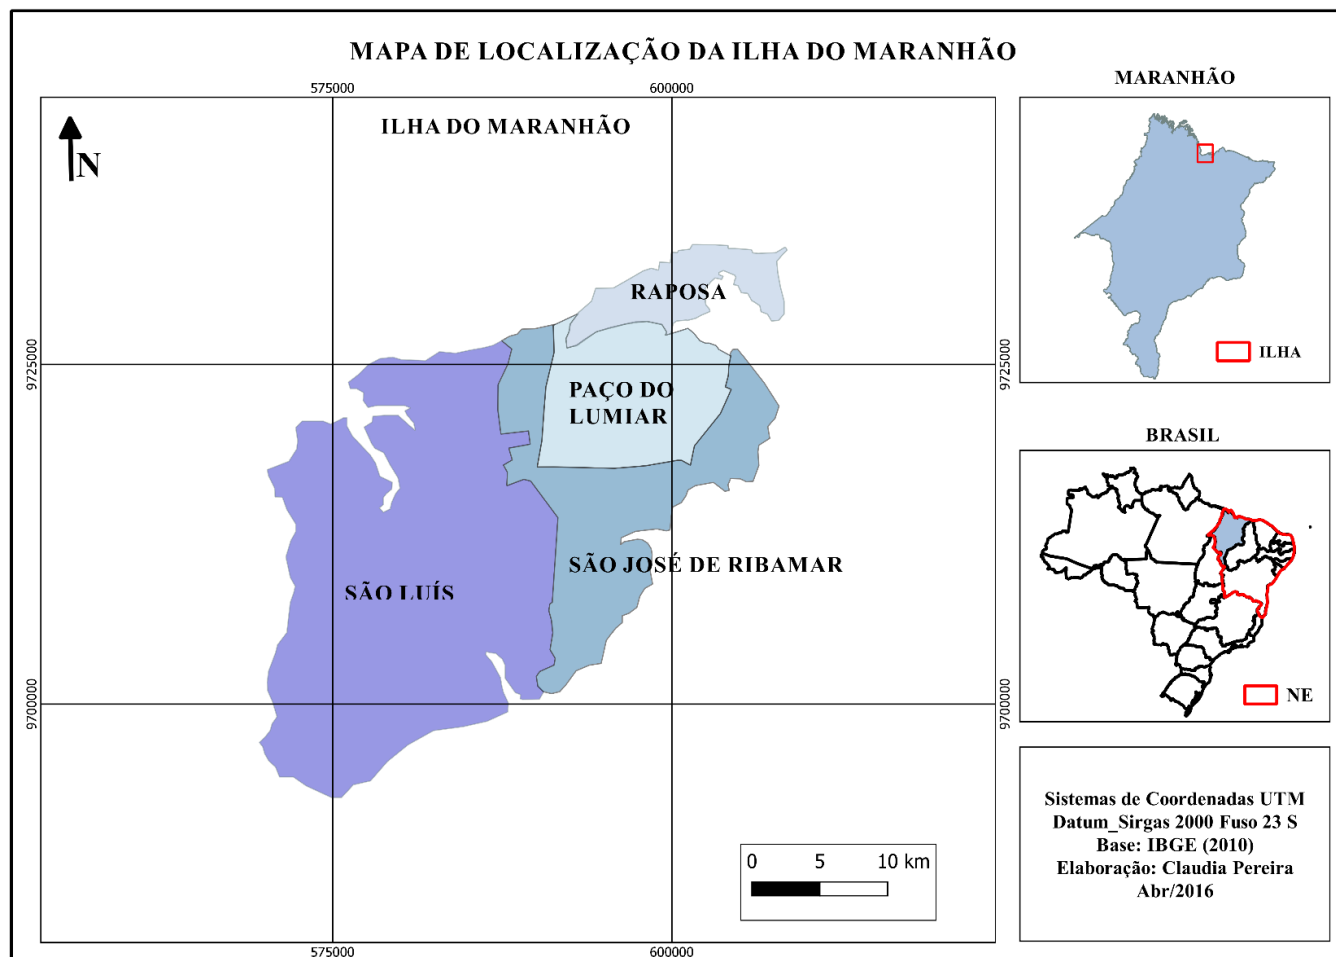 MAPA DE LOCALIZAÇÃO DA ILHA DO MARANHÃO
575000
600000
ILHA DO MARANHÃO
N
RAPOSA
9725000
9725000
PAÇO DO
LUMIAR
SÃO JOSÉ DE RIBAMAR
SÃO LUÍS
9700000
9700000
0 5 10 km
575000
600000
MARANHÃO
ILHA
BRASIL
NE
Sistemas de Coordenadas UTM
Datum_Sirgas 2000 Fuso 23 S
Base: IBGE (2010)
Elaboração: Claudia Pereira
Abr/2016